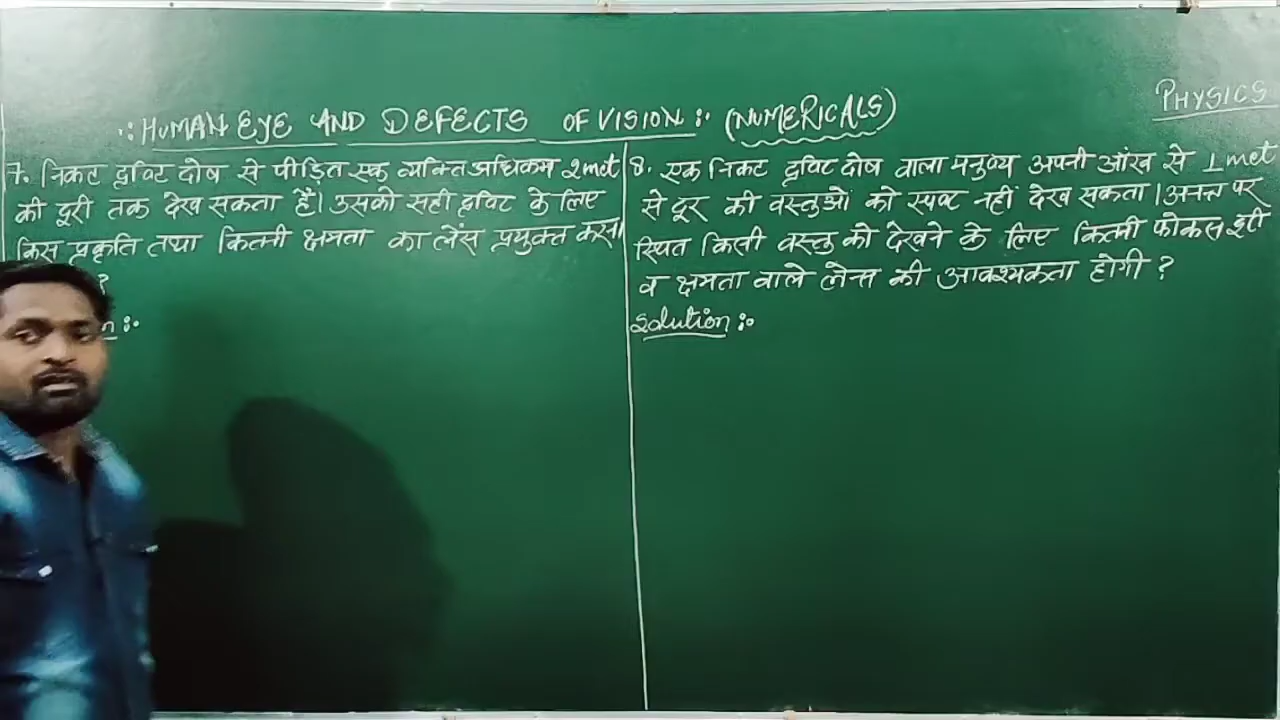 PHYSICS
:HUMAN EYE AND DEFECTS OF VISION:- (NUMERICALS)
7. निकट दृष्टि दोष से पीड़ित एक व्यक्ति अधिकतम 2 met
की दूरी तक देख सकता हैं। उसको सही दृष्टि के लिए
किस प्रकृति तथा कितनी क्षमता का लेंस प्रयुक्त करना
?
n :-
8. एक निकट दृष्टि दोष वाला मनुष्य अपनी आँख से 1 met
से दूर की वस्तुओं को स्पष्ट नहीं देख सकता। अनन्त पर
स्थित किसी वस्तु को देखने के लिए कितनी फोकस दूरी
व क्षमता वाले लेन्स की आवश्यकता होगी ?
Solution :-